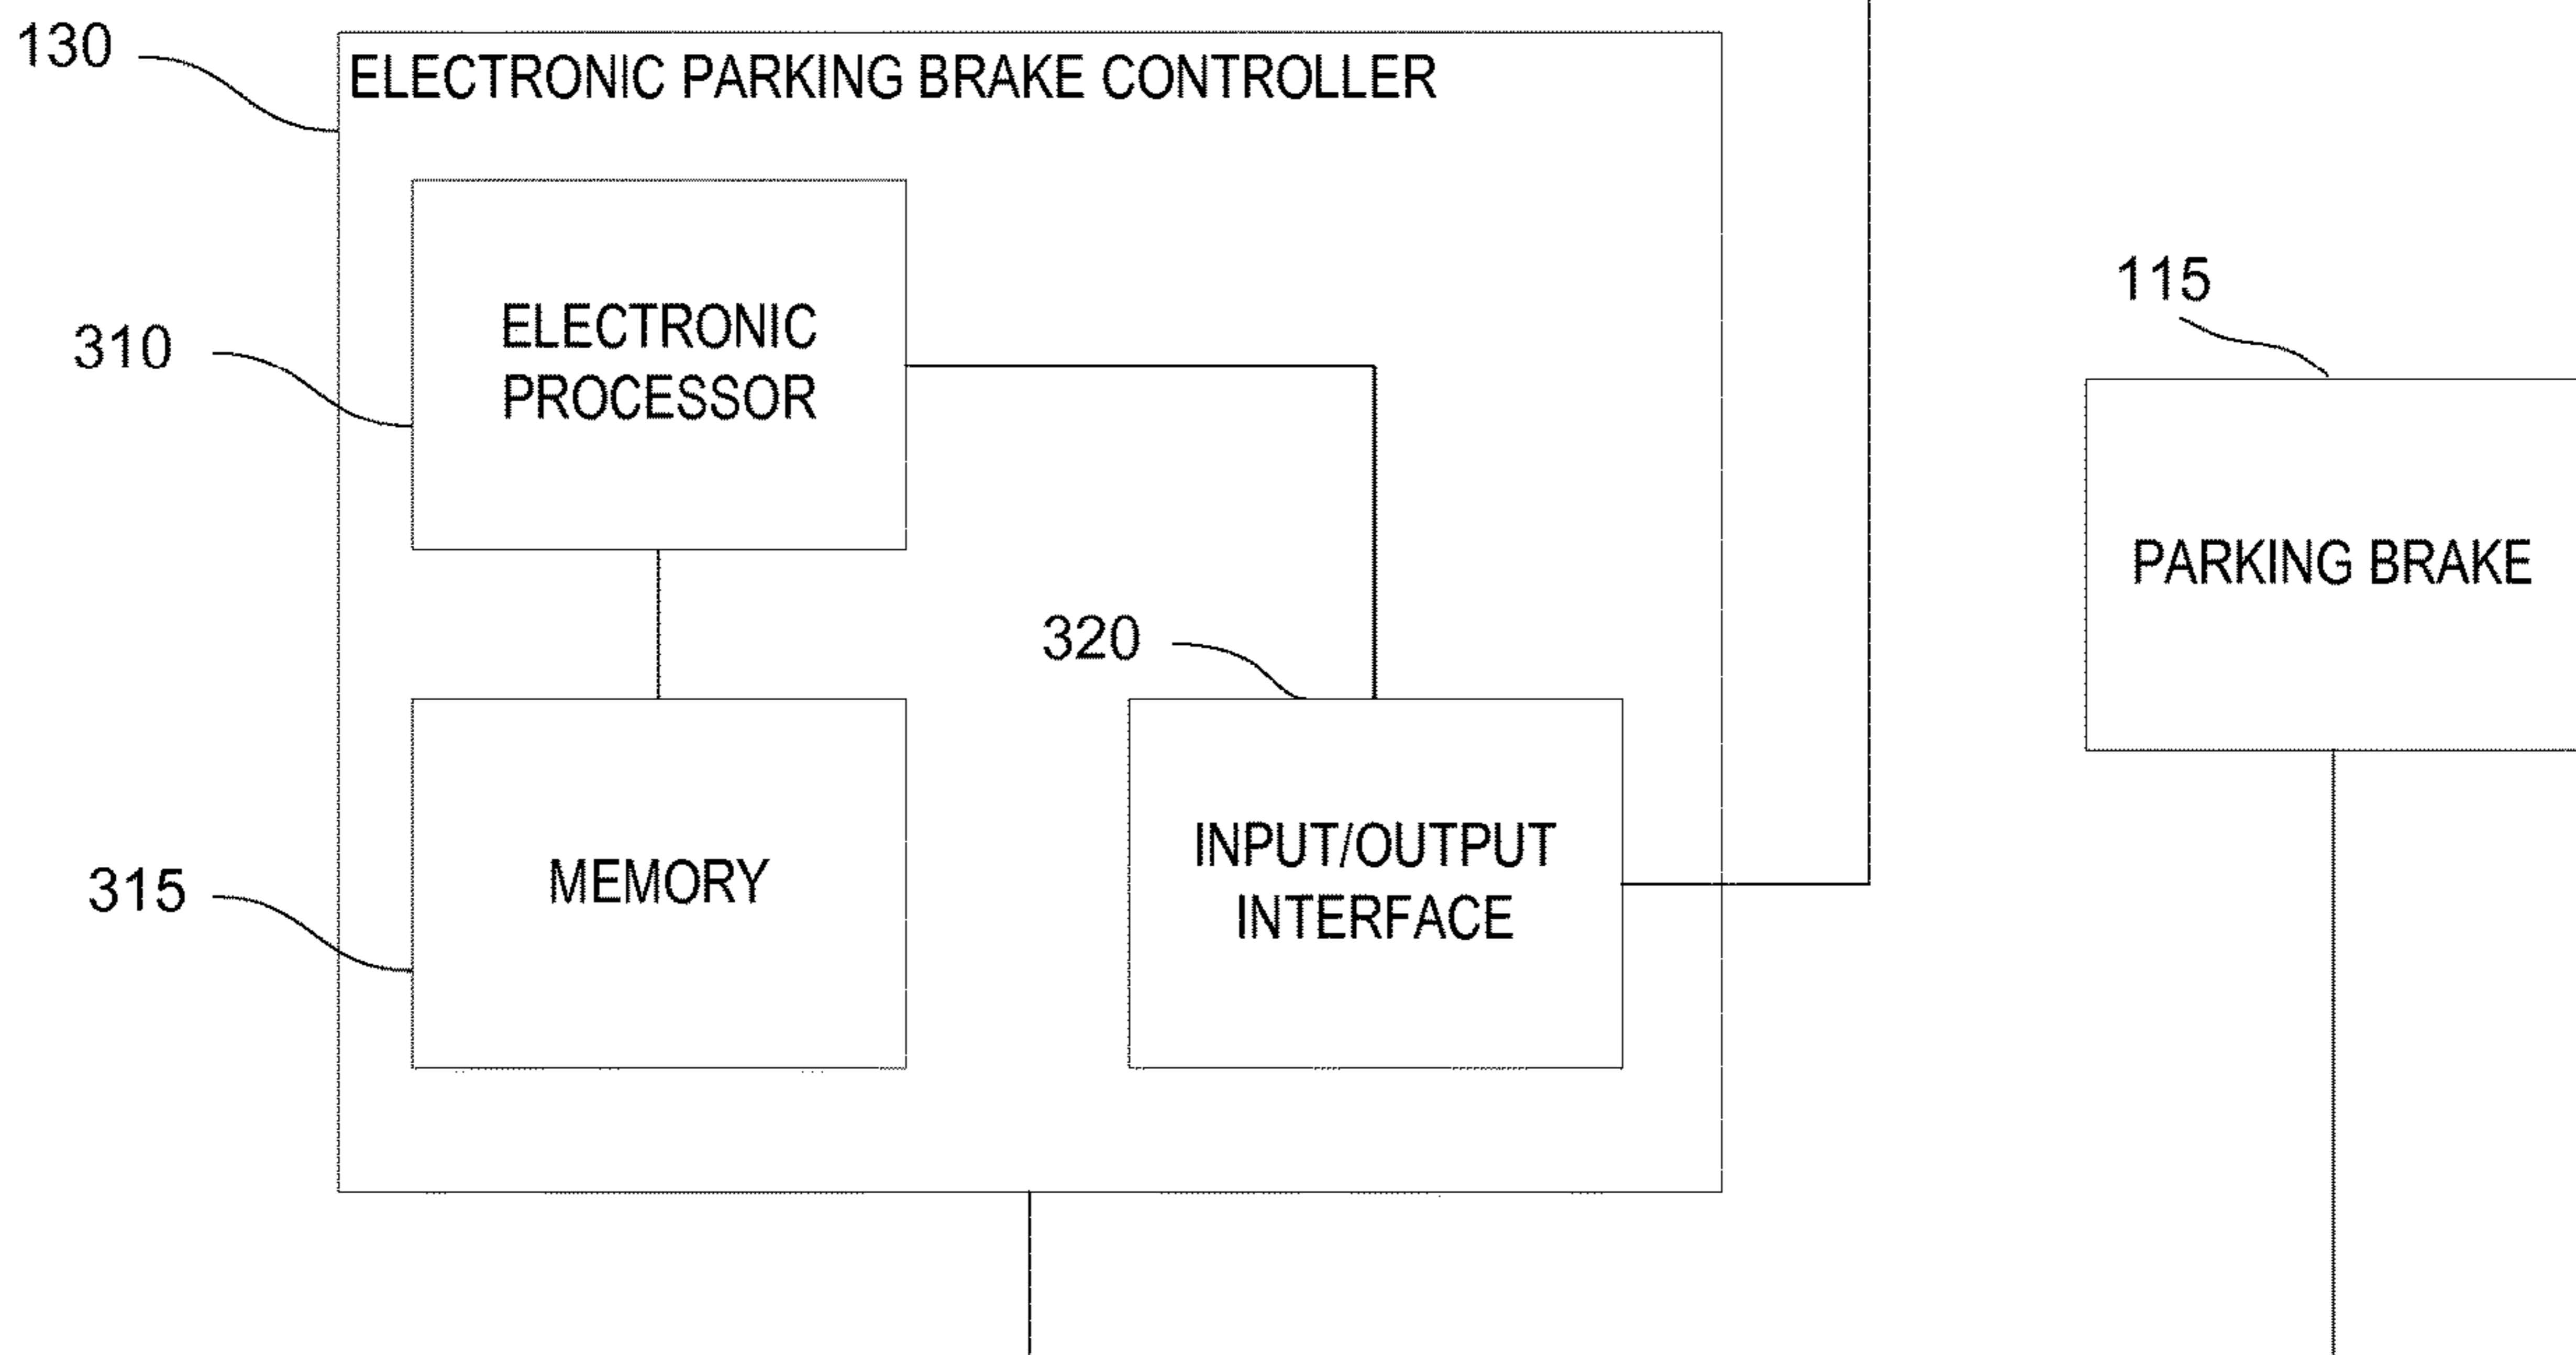 130
ELECTRONIC PARKING BRAKE CONTROLLER
310
ELECTRONIC
PROCESSOR
115
PARKING BRAKE
320
315
MEMORY
INPUT/OUTPUT
INTERFACE